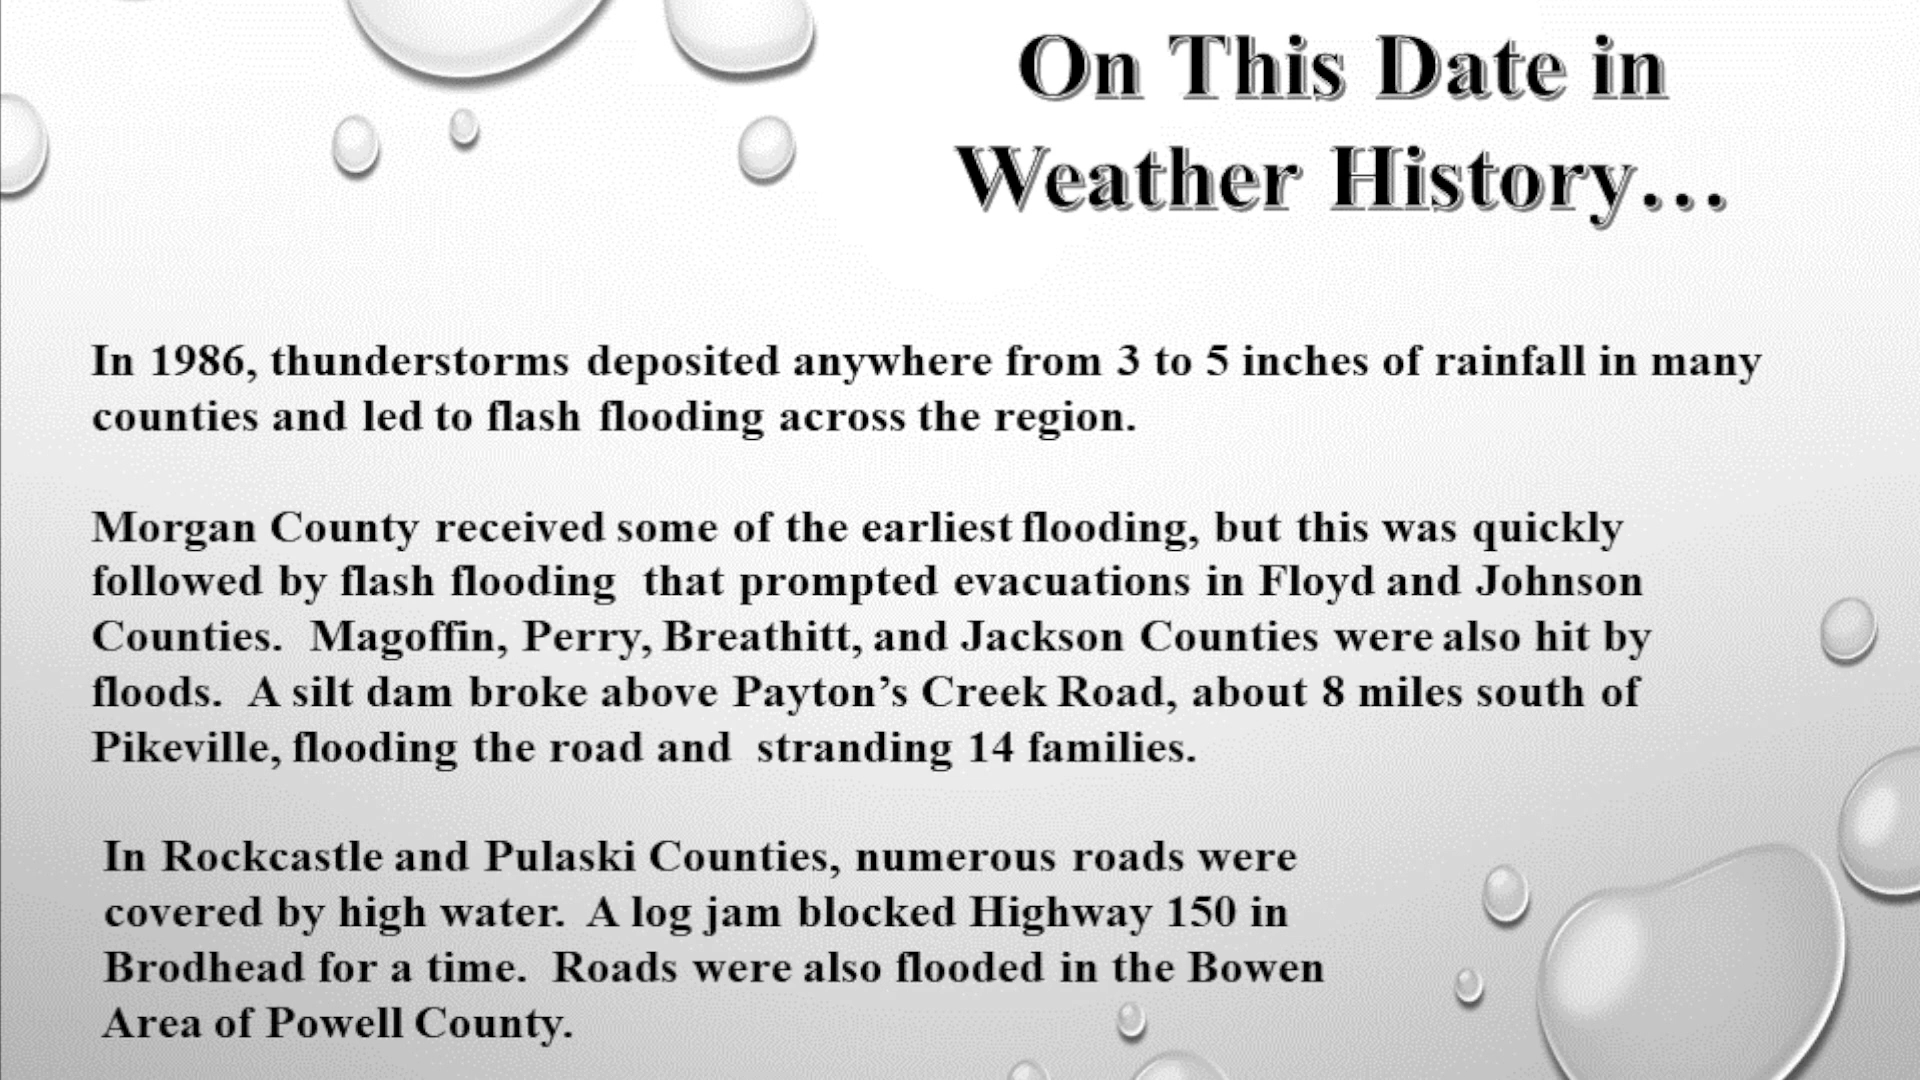 On This Date in
Weather History…
In 1986, thunderstorms deposited anywhere from 3 to 5 inches of rainfall in many
counties and led to flash flooding across the region.
Morgan County received some of the earliest flooding, but this was quickly
followed by flash flooding  that prompted evacuations in Floyd and Johnson
Counties.  Magoffin, Perry, Breathitt, and Jackson Counties were also hit by
floods.  A silt dam broke above Payton’s Creek Road, about 8 miles south of
Pikeville, flooding the road and  stranding 14 families.
In Rockcastle and Pulaski Counties, numerous roads were
covered by high water.  A log jam blocked Highway 150 in
Brodhead for a time.  Roads were also flooded in the Bowen
Area of Powell County.